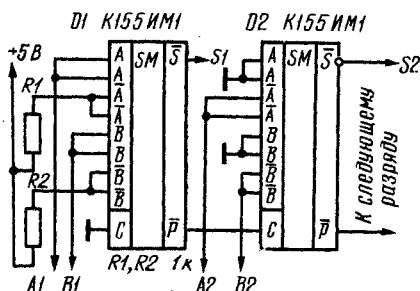 D1 К155ИМ1
D2 К155ИМ1
+5 В
R1
R2
A
A
A̅
A̅
B
B
B̅
B̅
C
SM
S̅
P̅
S1
A
A
A̅
A̅
B
B
B̅
B̅
C
SM
S̅
P̅
S2
К следующему
разряду
A1
B1
R1, R2 1 к
A2
B2